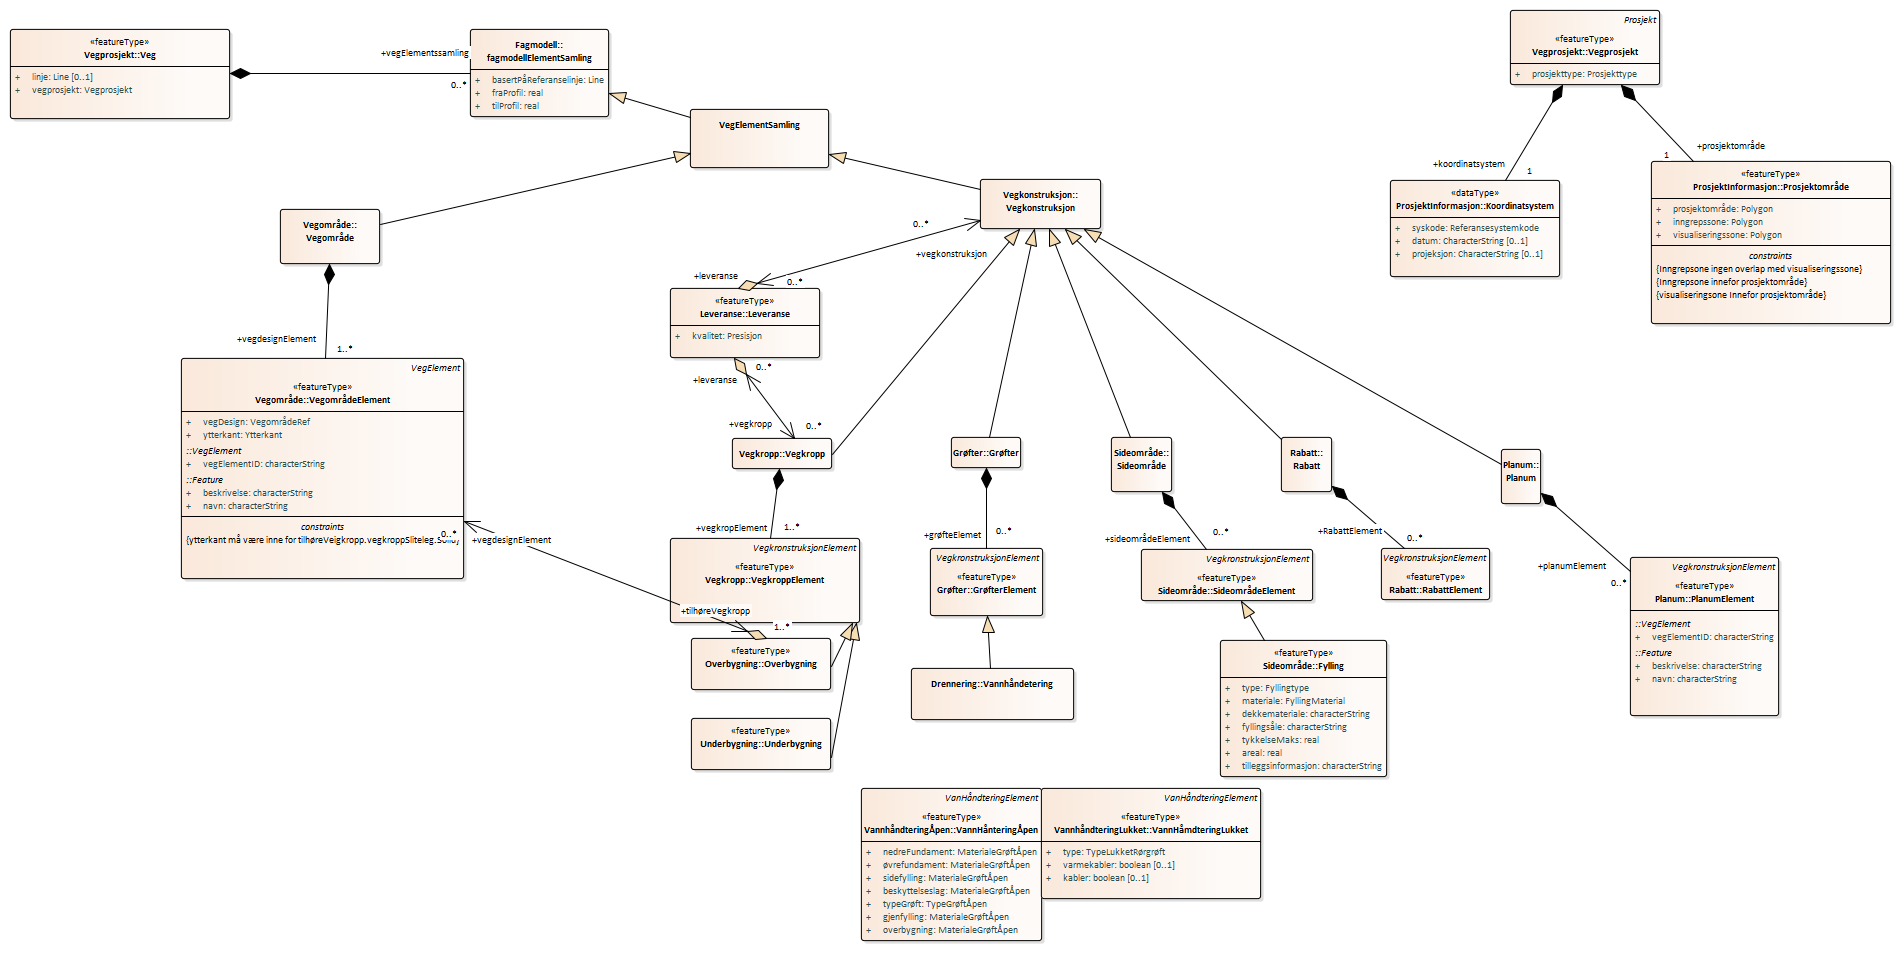 «featureType»
Vegprosjekt::Veg
+ linje: Line [0..1]
+ vegprosjekt: Vegprosjekt
+vegElementssamling
0..*
Fagmodell::
fagmodellElementSamling
+ basertPåReferanselinje: Line
+ fraProfil: real
+ tilProfil: real
VegElementSamling
Vegkonstruksjon::
Vegkonstruksjon
0..*
+vegkonstruksjon
Vegområde::
Vegområde
+vegdesignElement
1..*
VegElement
«featureType»
Vegområde::VegområdeElement
+ vegDesign: VegområdeRef
+ ytterkant: Ytterkant
::VegElement
+ vegElementID: characterString
::Feature
+ beskrivelse: characterString
+ navn: characterString
constraints
{ytterkant må være inne for tilhøreVeigkropp.vegkroppSliteleg.Solid}
0..*
+vegdesignElement
+leveranse
0..*
«featureType»
Leveranse::Leveranse
+ kvalitet: Presisjon
0..*
+leveranse
+vegkropp
0..*
Vegkropp::Vegkropp
+vegkropElement
1..*
VegkronstruksjonElement
«featureType»
Vegkropp::VegkroppElement
+tilhøreVegkropp
1..*
«featureType»
Overbygning::Overbygning
«featureType»
Underbygning::Underbygning
Grøfter::Grøfter
+grøfteElemet
0..*
VegkronstruksjonElement
«featureType»
Grøfter::GrøfterElement
Drennering::Vannhåndetering
Sideområde::
Sideområde
+sideområdeElement
0..*
VegkronstruksjonElement
«featureType»
Sideområde::SideområdeElement
«featureType»
Sideområde::Fylling
+ type: Fyllingtype
+ materiale: FyllingMaterial
+ dekkemateriale: characterString
+ fyllingsåle: characterString
+ tykkelseMaks: real
+ areal: real
+ tilleggsinformasjon: characterString
Rabatt::
Rabatt
+RabattElement
0..*
VegkronstruksjonElement
«featureType»
Rabatt::RabattElement
Planum::
Planum
+planumElement
0..*
VegkronstruksjonElement
«featureType»
Planum::PlanumElement
::VegElement
+ vegElementID: characterString
::Feature
+ beskrivelse: characterString
+ navn: characterString
Prosjekt
«featureType»
Vegprosjekt::Vegprosjekt
+ prosjekttype: Prosjekttype
+koordinatsystem
1
+prosjektområde
1
«dataType»
ProsjektInformasjon::Koordinatsystem
+ syskode: Referansesystemkode
+ datum: CharacterString [0..1]
+ projeksjon: CharacterString [0..1]
«featureType»
ProsjektInformasjon::Prosjektområde
+ prosjektområde: Polygon
+ inngrepssone: Polygon
+ visualiseringssone: Polygon
constraints
{Inngrepsone ingen overlap med visualiseringssone}
{Inngrepsone innefor prosjektområde}
{visualiseringsone Innefor prosjektområde}
VanHåndteringElement
«featureType»
VannhåndteringÅpen::VannHånteringÅpen
+ nedreFundament: MaterialeGrøftÅpen
+ øvrefundament: MaterialeGrøftÅpen
+ sidefylling: MaterialeGrøftÅpen
+ beskyttelseslag: MaterialeGrøftÅpen
+ typeGrøft: TypeGrøftÅpen
+ gjenfylling: MaterialeGrøftÅpen
+ overbygning: MaterialeGrøftÅpen
VanHåndteringElement
«featureType»
VannhåndteringLukket::VannHåmdteringLukket
+ type: TypeLukketRørgrøft
+ varmekabler: boolean [0..1]
+ kabler: boolean [0..1]